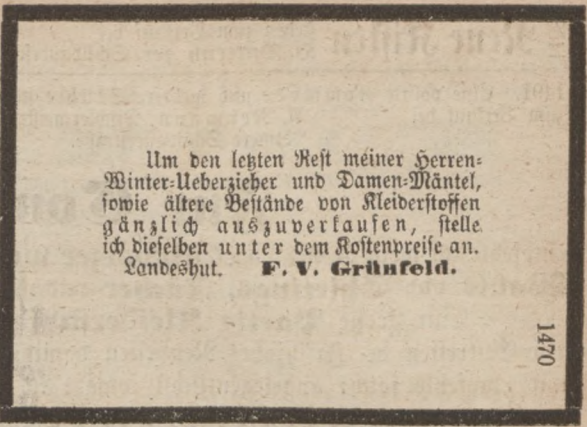 Um den letzten Rest meiner Herren-
Winter-Ueberzieher und Damen-Mäntel,
sowie ältere Bestände von Kleiderstoffen
gänzlich auszuverkaufen, stelle
ich dieselben unter dem Kostenpreise an.
Landeshut. F. V. Grünfeld.
1470